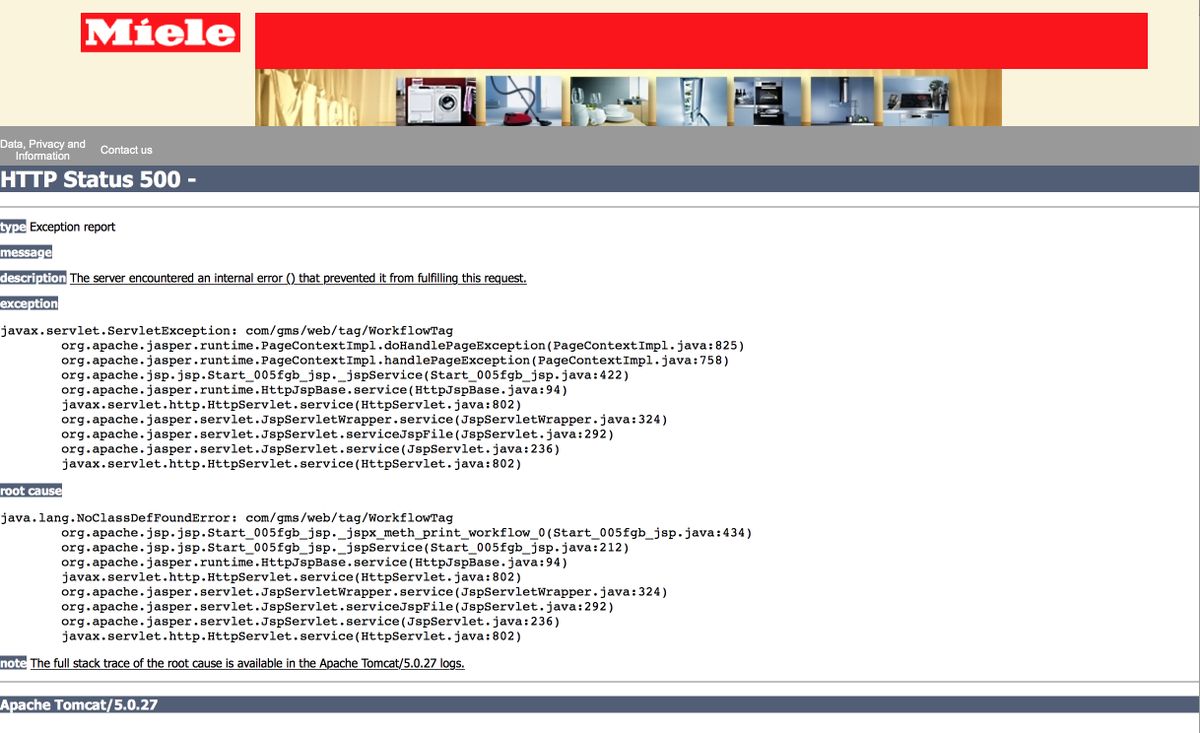 Miele
Miele
Data, Privacy and
Information
Contact us
HTTP Status 500 -
type Exception report
message
description The server encountered an internal error () that prevented it from fulfilling this request.
exception
javax.servlet.ServletException: com/gms/web/tag/WorkflowTag
org.apache.jasper.runtime.PageContextImpl.doHandlePageException(PageContextImpl.java:825)
org.apache.jasper.runtime.PageContextImpl.handlePageException(PageContextImpl.java:758)
org.apache.jsp.jsp.Start_005fgb_jsp._jspService(Start_005fgb_jsp.java:422)
org.apache.jasper.runtime.HttpJspBase.service(HttpJspBase.java:94)
javax.servlet.http.HttpServlet.service(HttpServlet.java:802)
org.apache.jasper.servlet.JspServletWrapper.service(JspServletWrapper.java:324)
org.apache.jasper.servlet.JspServlet.serviceJspFile(JspServlet.java:292)
org.apache.jasper.servlet.JspServlet.service(JspServlet.java:236)
javax.servlet.http.HttpServlet.service(HttpServlet.java:802)
root cause
java.lang.NoClassDefFoundError: com/gms/web/tag/WorkflowTag
org.apache.jsp.jsp.Start_005fgb_jsp._jspx_meth_print_workflow_0(Start_005fgb_jsp.java:434)
org.apache.jsp.jsp.Start_005fgb_jsp._jspService(Start_005fgb_jsp.java:212)
org.apache.jasper.runtime.HttpJspBase.service(HttpJspBase.java:94)
javax.servlet.http.HttpServlet.service(HttpServlet.java:802)
org.apache.jasper.servlet.JspServletWrapper.service(JspServletWrapper.java:324)
org.apache.jasper.servlet.JspServlet.serviceJspFile(JspServlet.java:292)
org.apache.jasper.servlet.JspServlet.service(JspServlet.java:236)
javax.servlet.http.HttpServlet.service(HttpServlet.java:802)
note The full stack trace of the root cause is available in the Apache Tomcat/5.0.27 logs.
Apache Tomcat/5.0.27